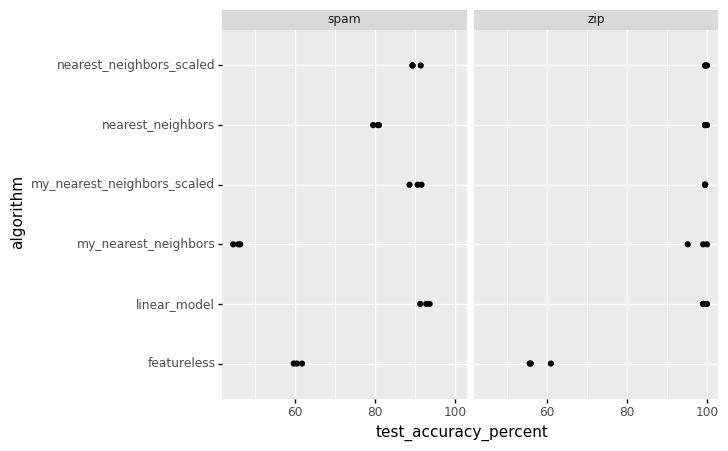 spam
zip
nearest_neighbors_scaled
nearest_neighbors
my_nearest_neighbors_scaled
my_nearest_neighbors
linear_model
featureless
algorithm
60 80 100
60 80 100
test_accuracy_percent